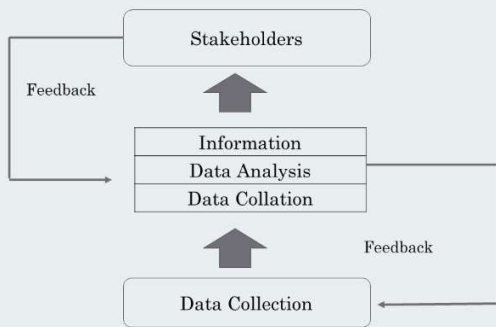 Stakeholders
Feedback
Information
Data Analysis
Data Collation
Feedback
Data Collection